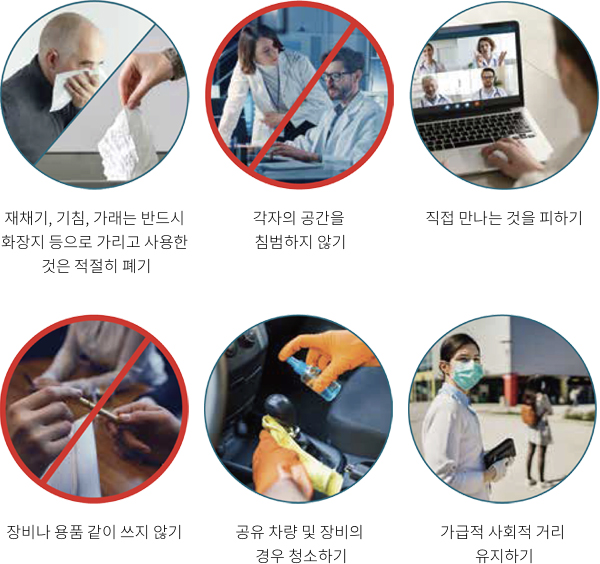 재채기, 기침, 가래는 반드시
화장지 등으로 가리고 사용한
것은 적절히 폐기
각자의 공간을
침범하지 않기
직접 만나는 것을 피하기
장비나 용품 같이 쓰지 않기
공유 차량 및 장비의
경우 청소하기
가급적 사회적 거리
유지하기